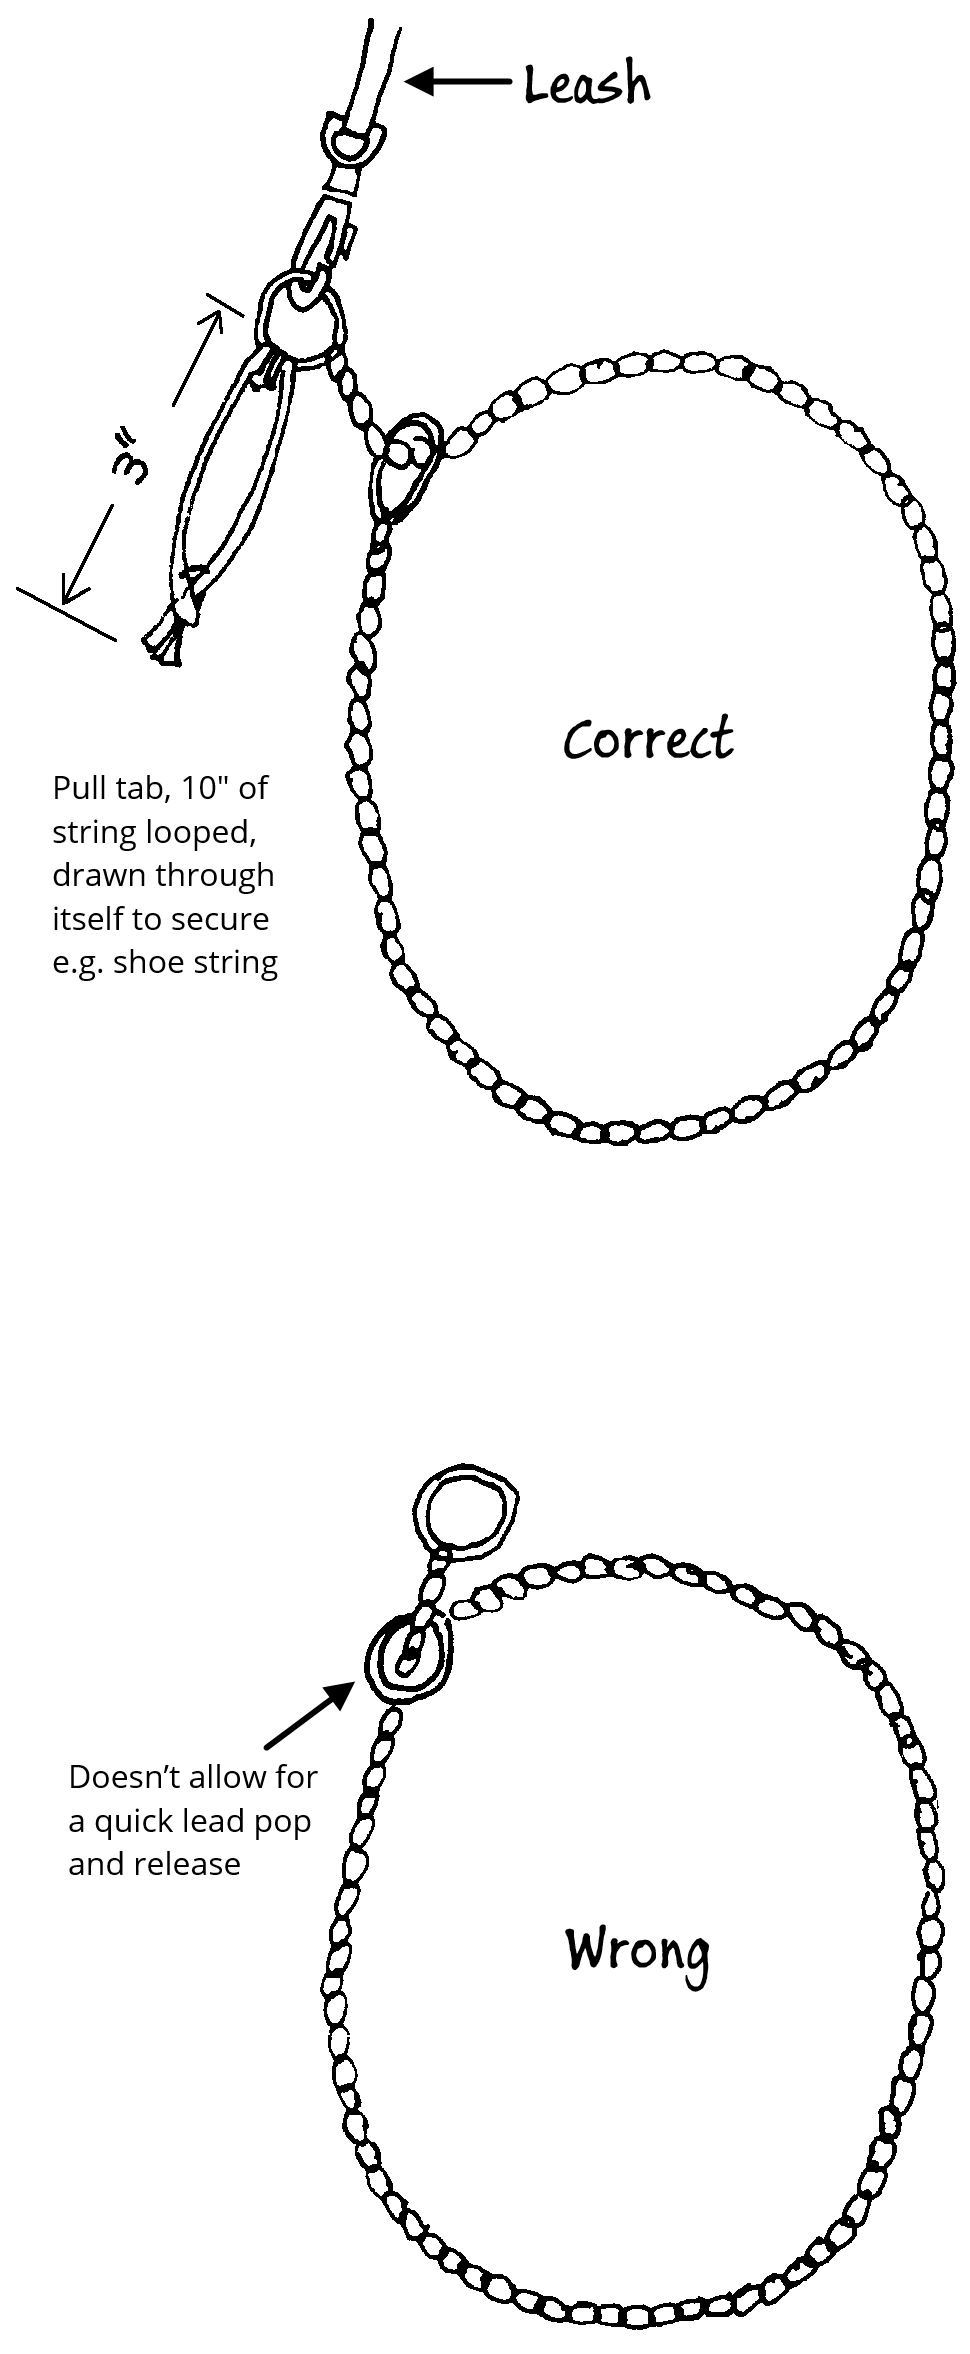 Leash
3"
Correct
Pull tab, 10" of
string looped,
drawn through
itself to secure
e.g. shoe string
Doesn’t allow for
a quick lead pop
and release
Wrong